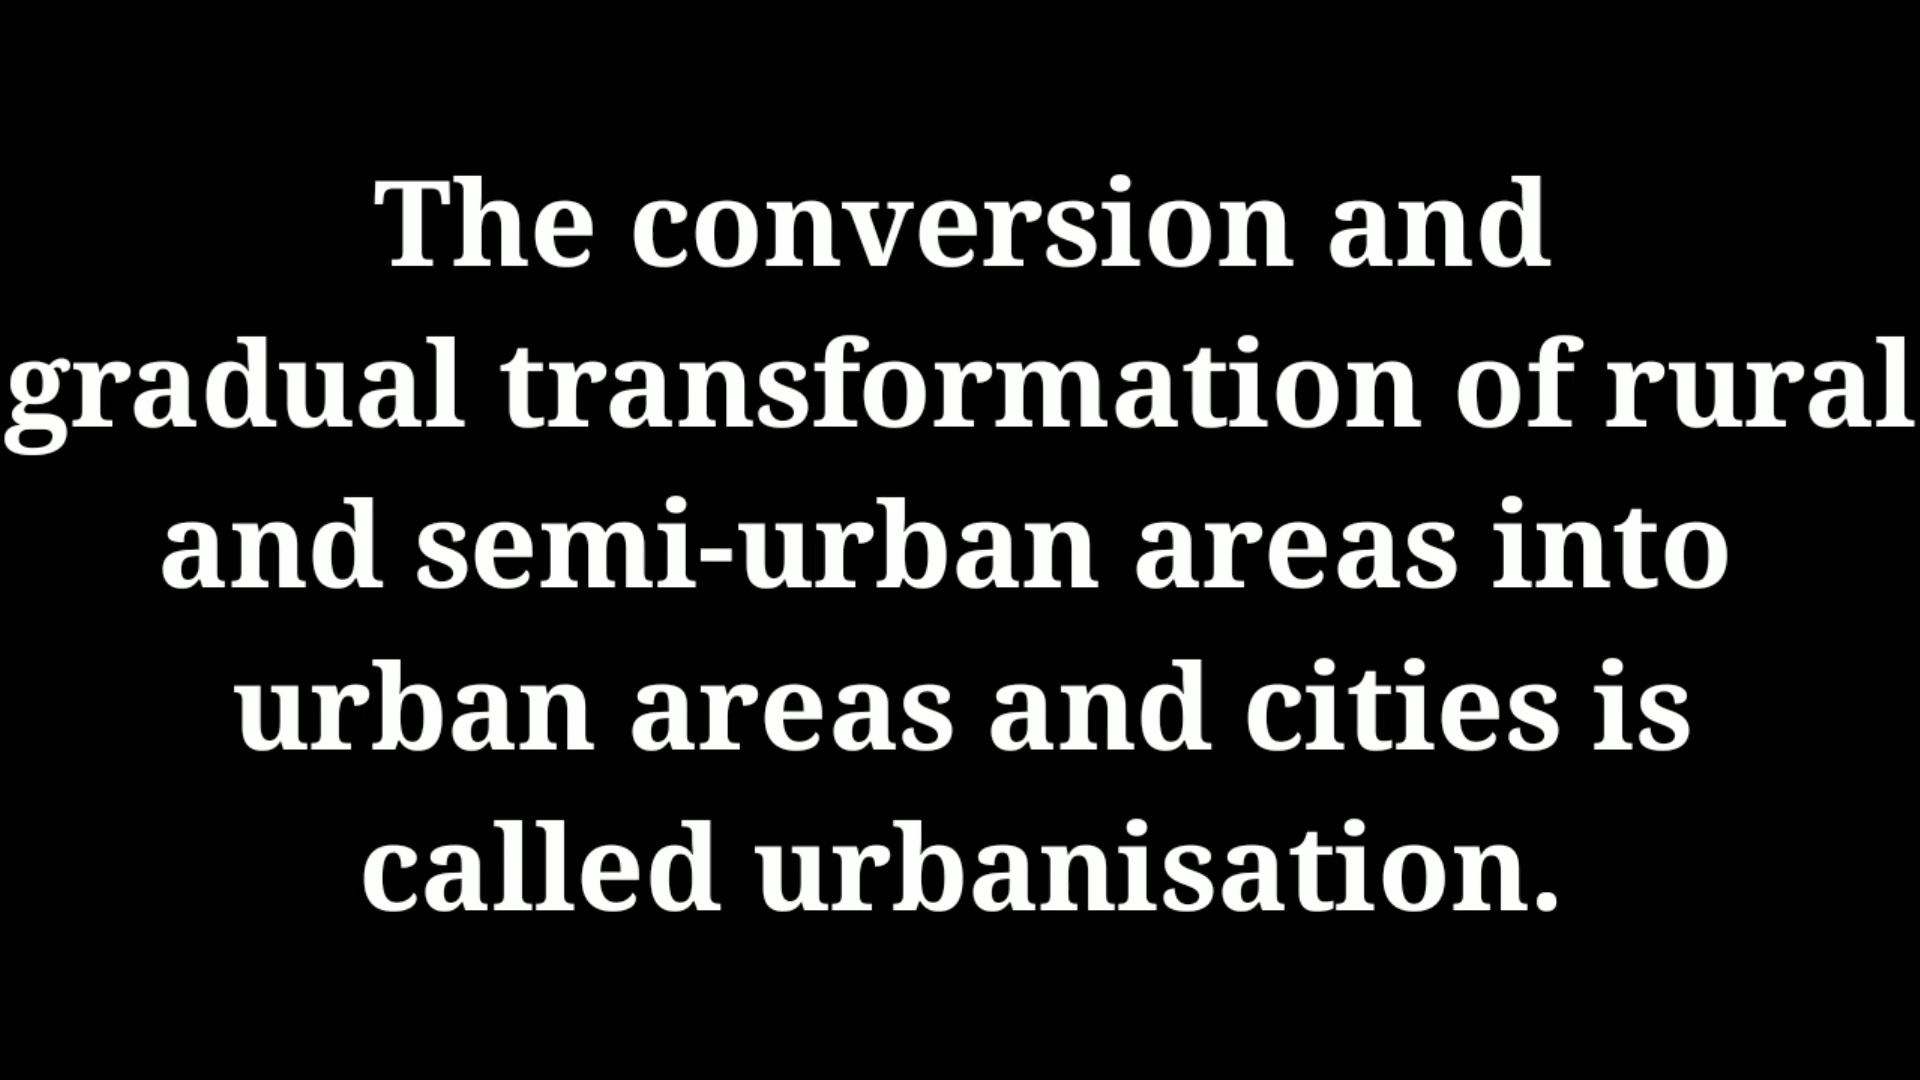 The conversion and
gradual transformation of rural
and semi-urban areas into
urban areas and cities is
called urbanisation.